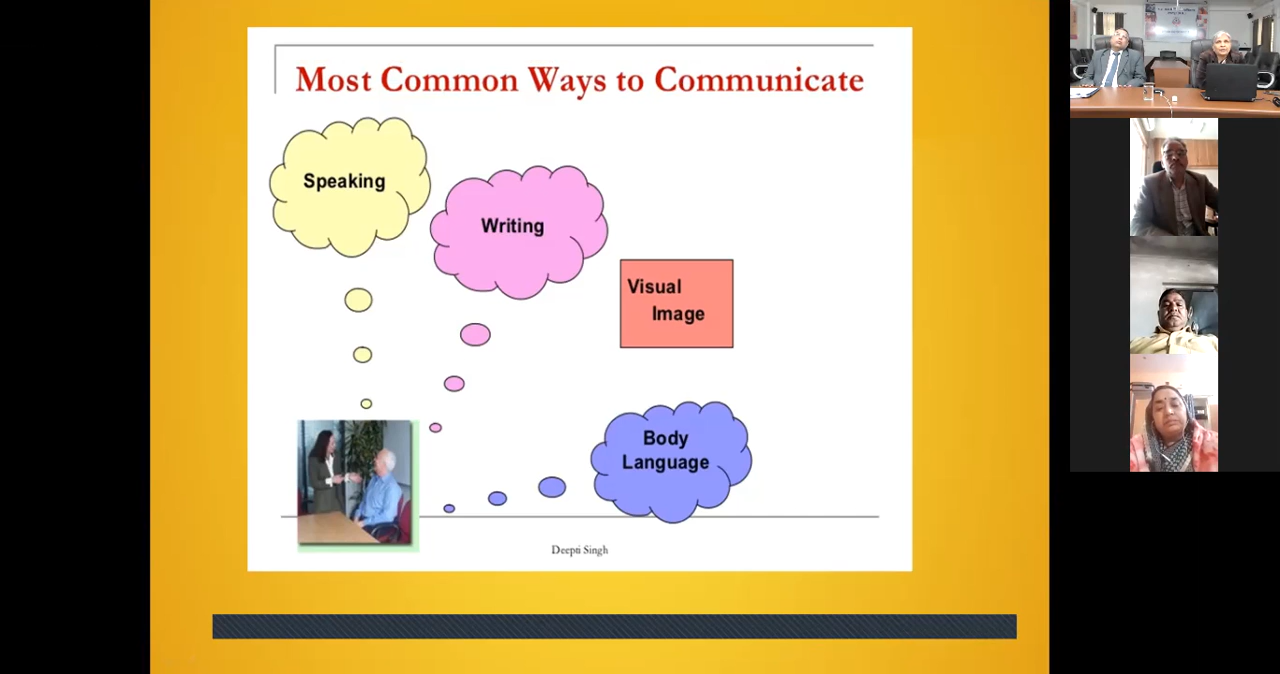 Most Common Ways to Communicate
Speaking
Writing
Visual
Image
Body
Language
Deepti Singh